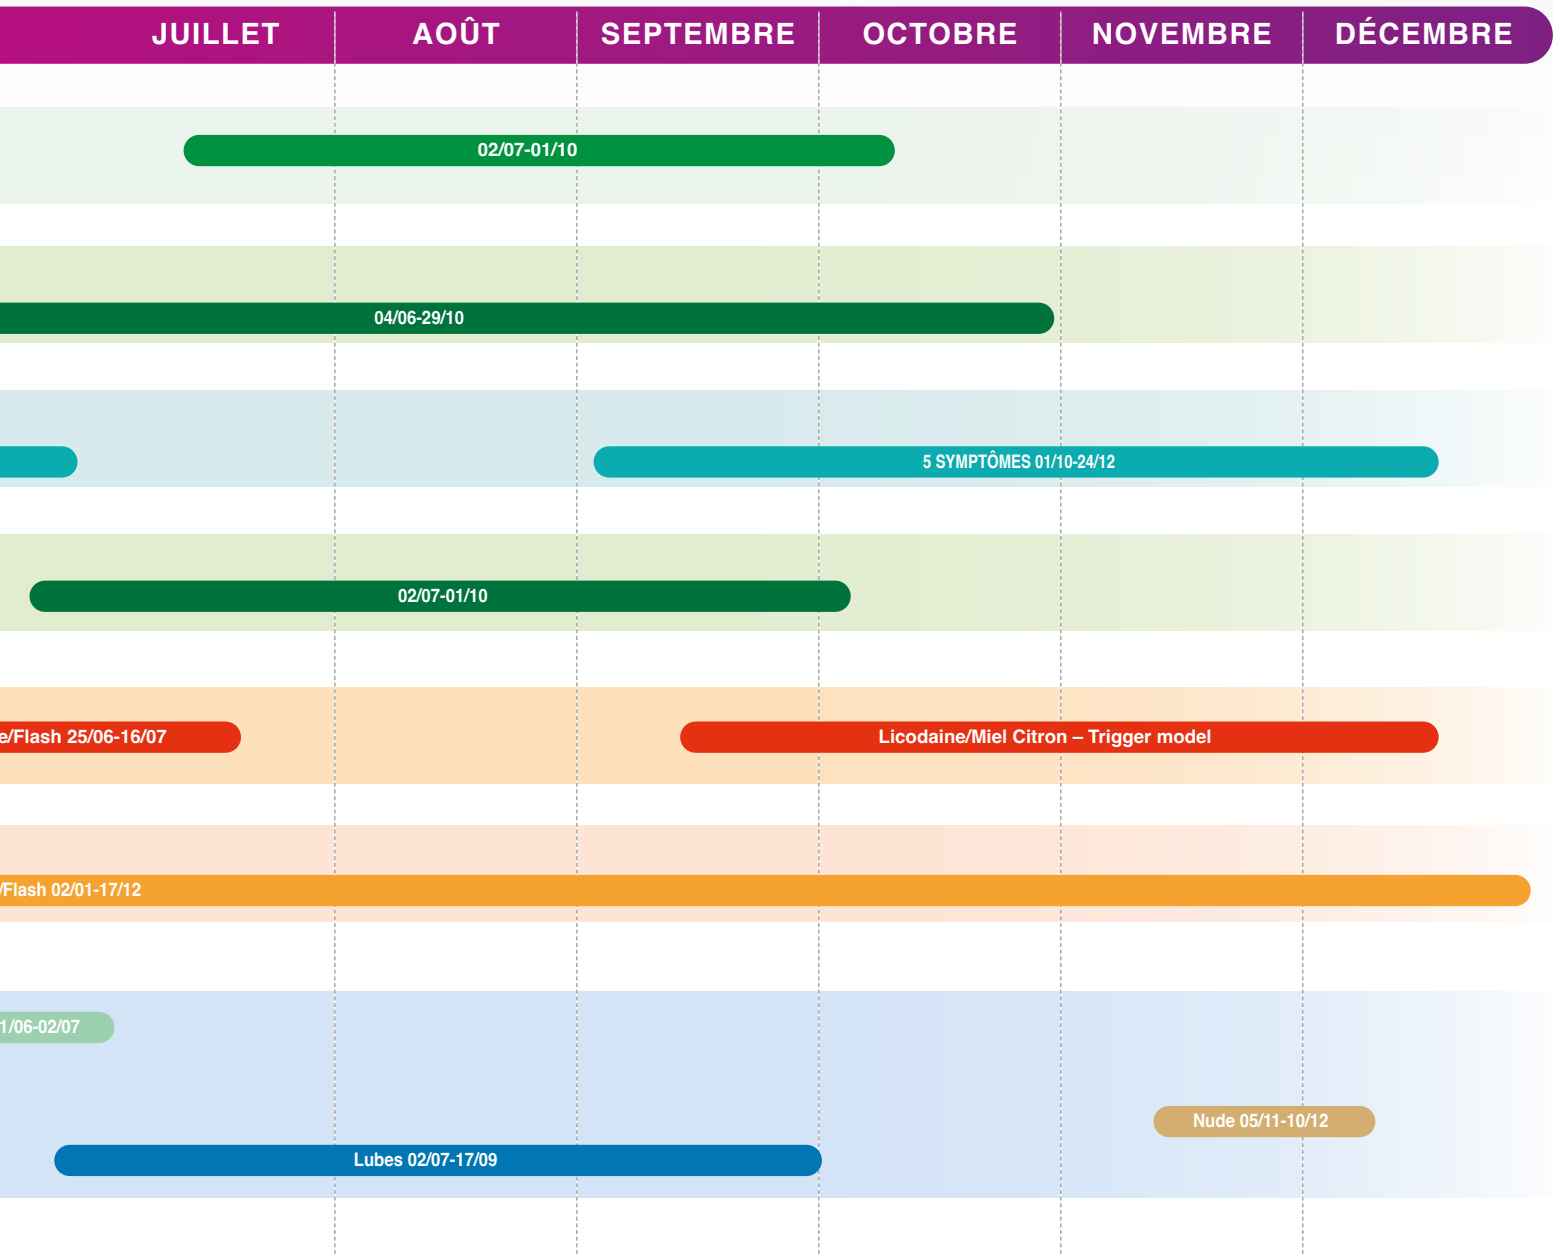 JUILLET AOÛT SEPTEMBRE OCTOBRE NOVEMBRE DÉCEMBRE
02/07-01/10
04/06-29/10
5 SYMPTÔMES 01/10-24/12
02/07-01/10
e/Flash 25/06-16/07 Licodaine/Miel Citron – Trigger model
/Flash 02/01-17/12
1/06-02/07
Nude 05/11-10/12
Lubes 02/07-17/09